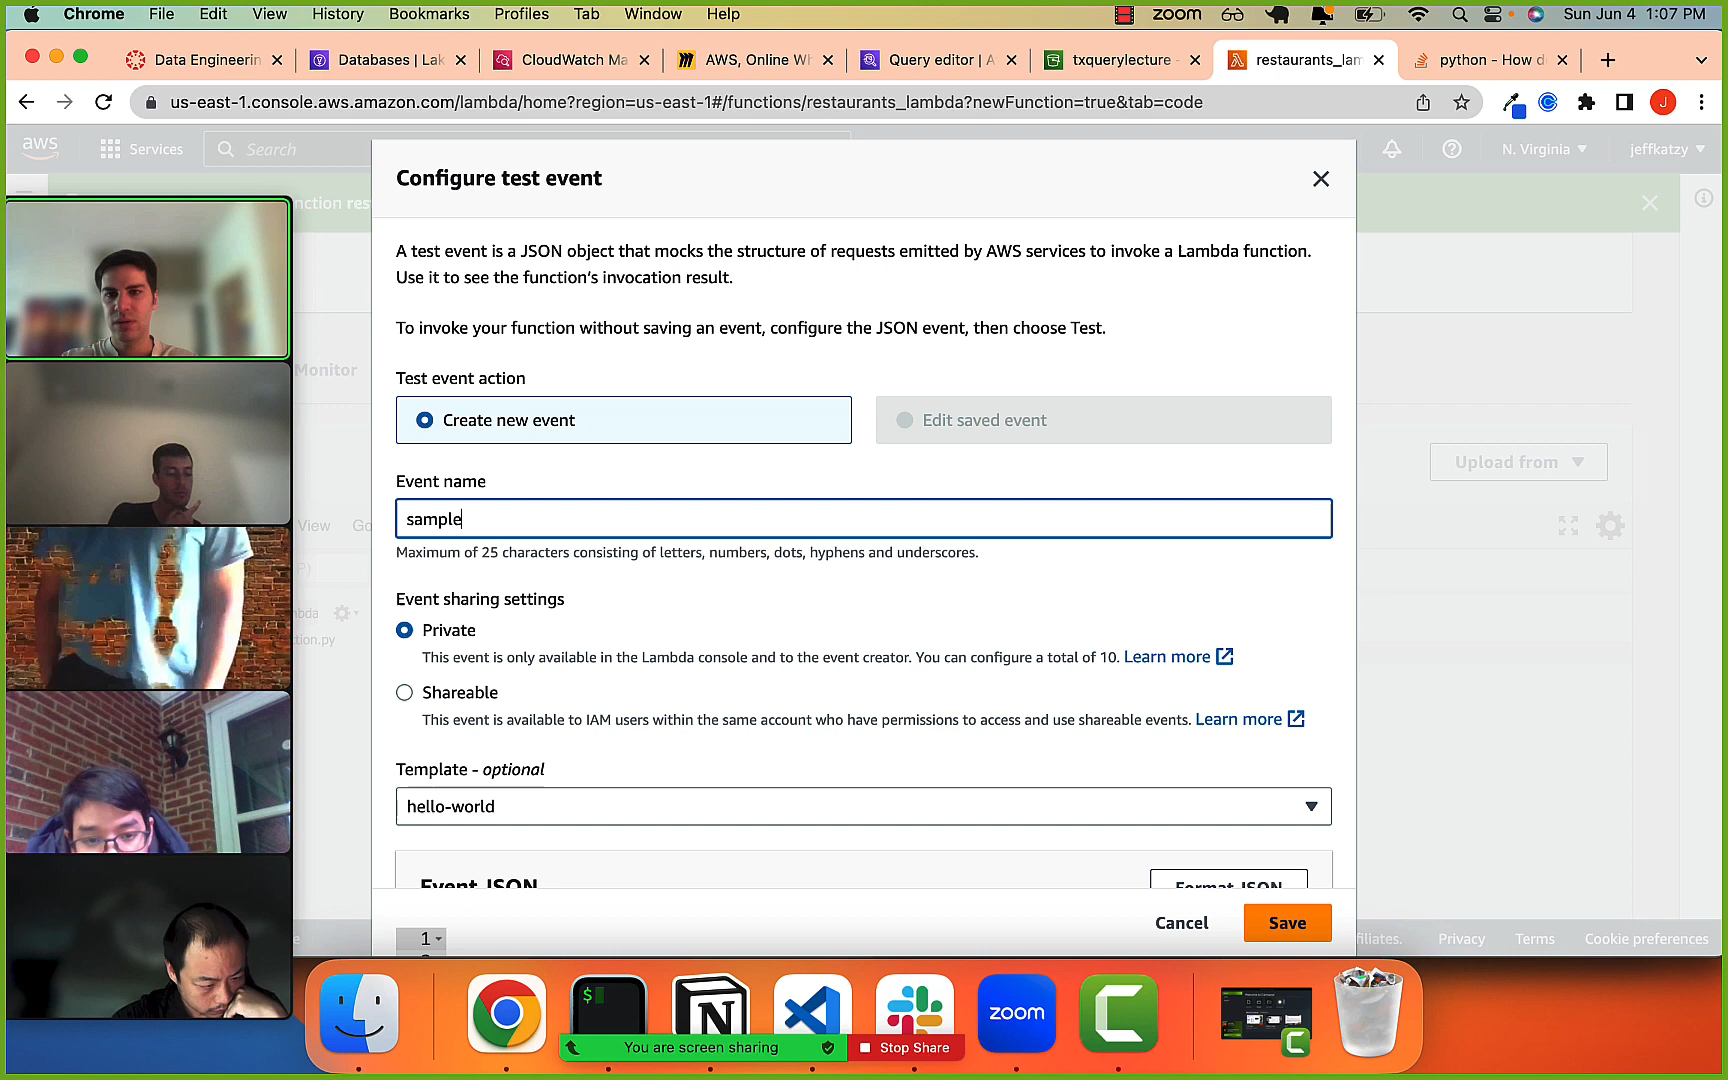 Chrome File Edit View History Bookmarks Profiles Tab Window Help zoom Sun Jun 4 1:07 PM
Data Engineerin Databases | Lak CloudWatch Ma AWS, Online Wh Query editor | A txquerylecture - restaurants_lam python - How d
us-east-1.console.aws.amazon.com/lambda/home?region=us-east-1#/functions/restaurants_lambda?newFunction=true&tab=code J
aws Services Search N. Virginia jeffkatzy
nction res
Configure test event
A test event is a JSON object that mocks the structure of requests emitted by AWS services to invoke a Lambda function.
Use it to see the function's invocation result.
To invoke your function without saving an event, configure the JSON event, then choose Test.
Monitor
Test event action
Create new event Edit saved event
Upload from
Event name
sample
View Go
Maximum of 25 characters consisting of letters, numbers, dots, hyphens and underscores.
P)
Event sharing settings
mbda
Private
tion.py
This event is only available in the Lambda console and to the event creator. You can configure a total of 10. Learn more
Shareable
This event is available to IAM users within the same account who have permissions to access and use shareable events. Learn more
Template - optional
hello-world
Event JSON Format JSON
Cancel Save
1
e filiates. Privacy Terms Cookie preferences
$ N zoom C
You are screen sharing Stop Share